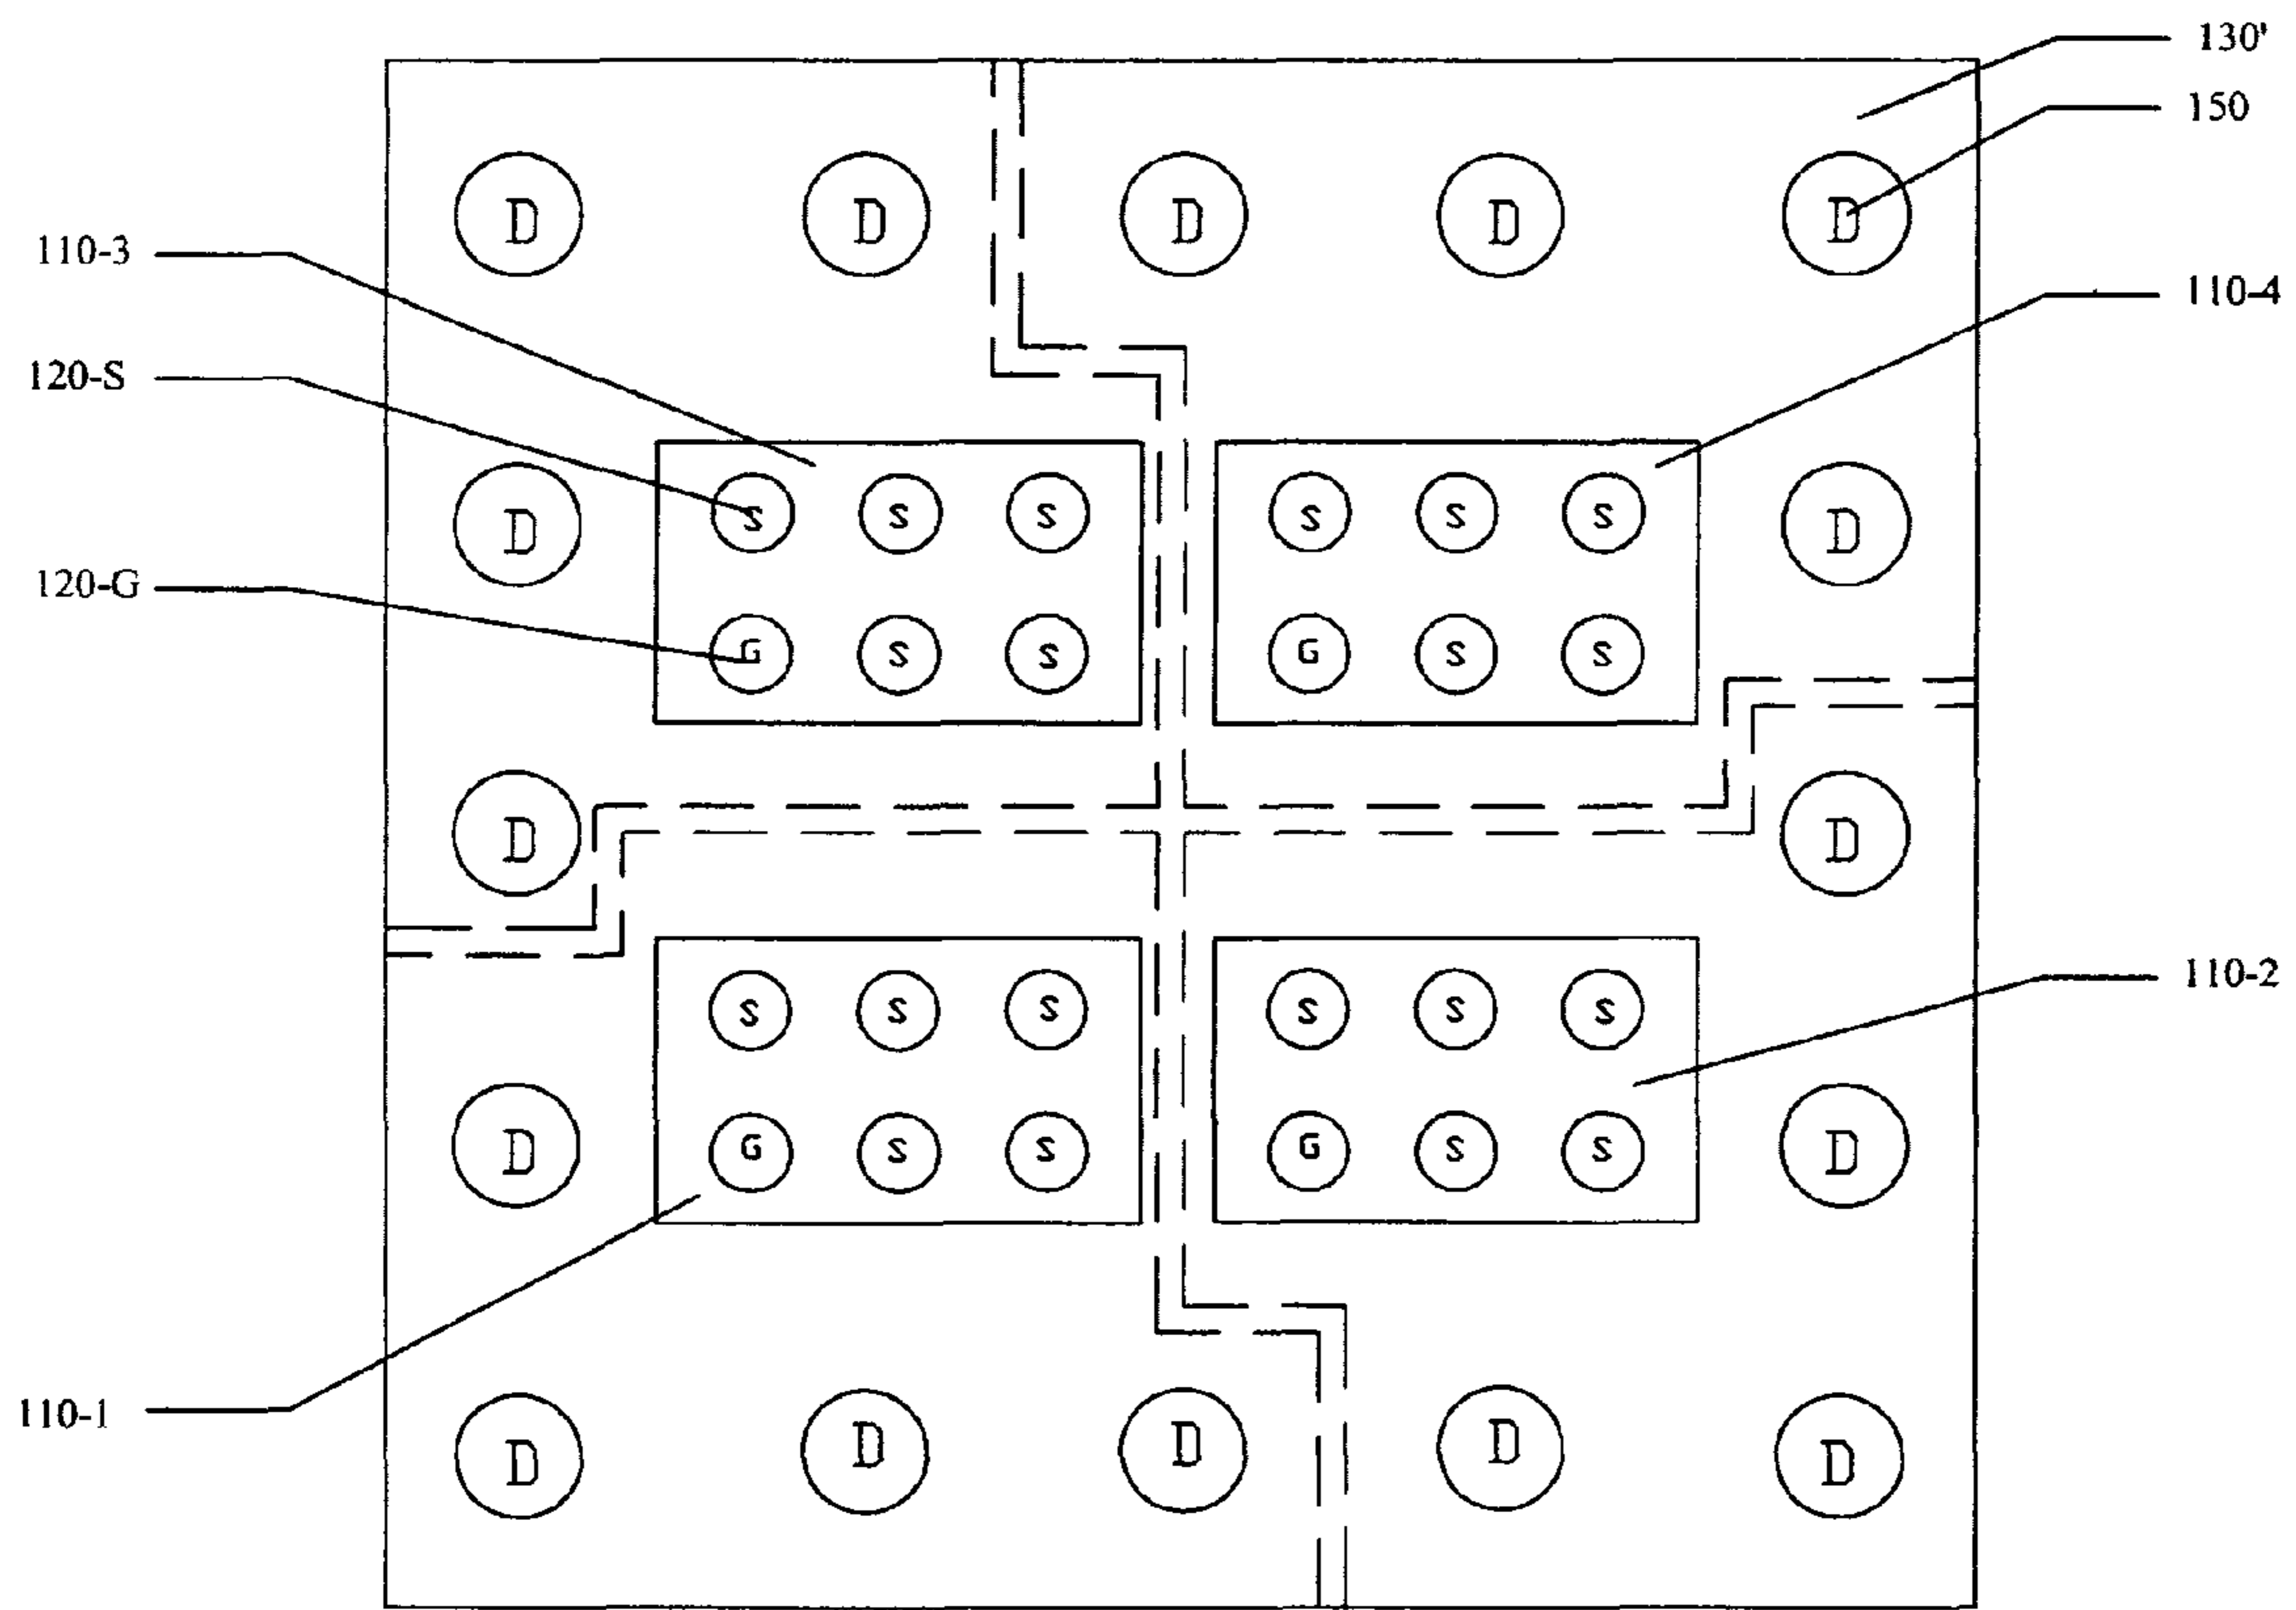 130'
150
D D D D D
110-3
110-4
120-S
D S S S S S S D
120-G
G S S G S S
D D
110-2
S S S S S S
D G S S G S S D
110-1
D D D D D